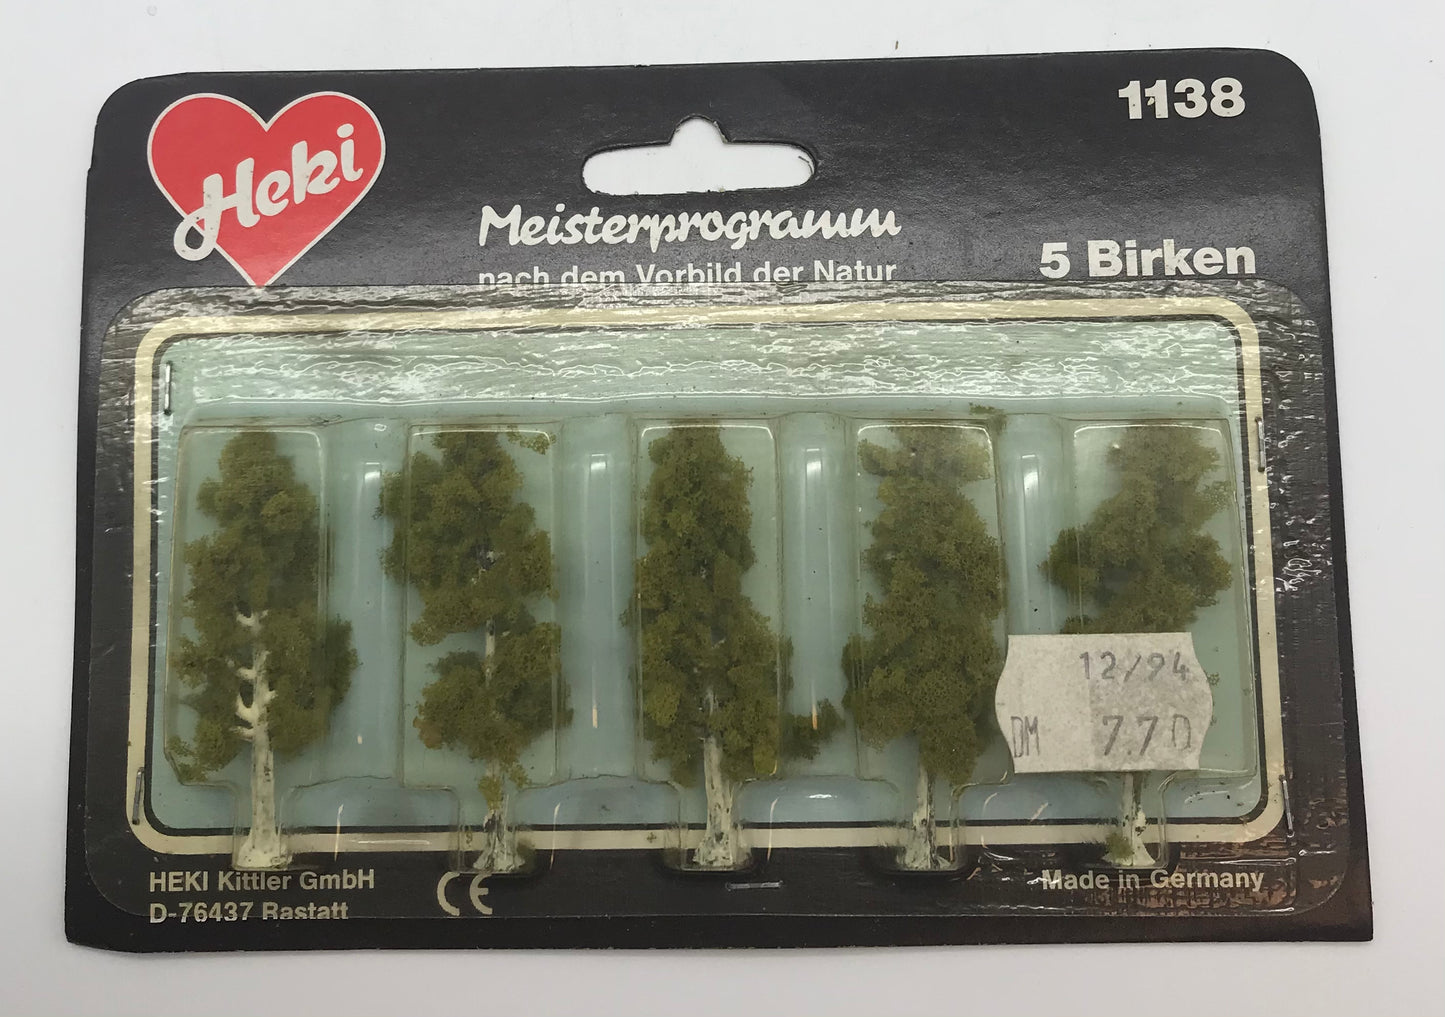 Heki
1138
Meisterprogramm
nach dem Vorbild der Natur
5 Birken
12/94
DM 7.70
HEKI Kittler GmbH
D-76437 Rastatt
CE
Made in Germany